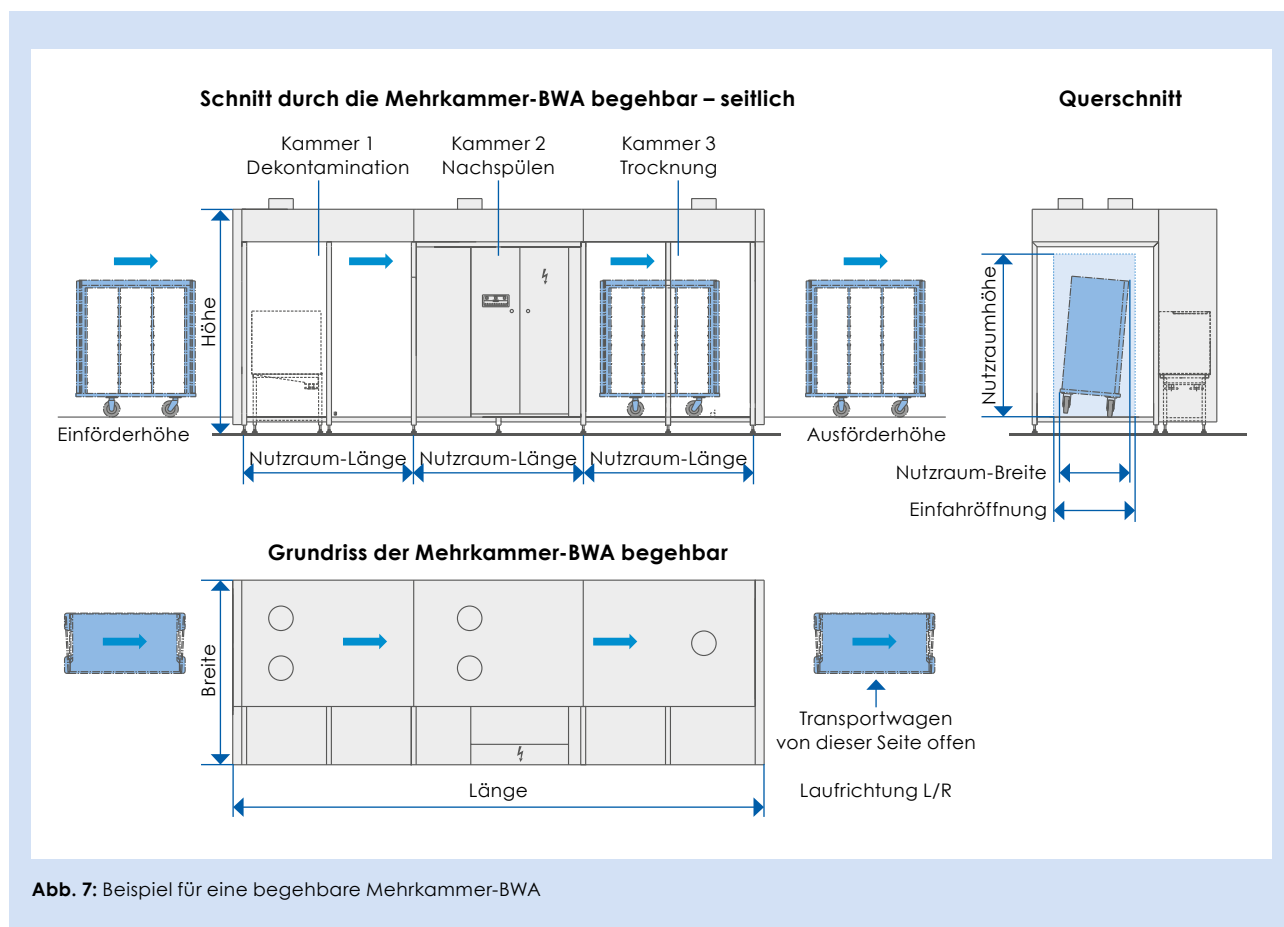 Schnitt durch die Mehrkammer-BWA begehbar – seitlich
Querschnitt
Kammer 1
Dekontamination
Kammer 2
Nachspülen
Kammer 3
Trocknung
Höhe
Nutzraumhöhe
Einförderhöhe
Ausförderhöhe
Nutzraum-Länge
Nutzraum-Länge
Nutzraum-Länge
Nutzraum-Breite
Einfahröffnung
Grundriss der Mehrkammer-BWA begehbar
Breite
Transportwagen
von dieser Seite offen
Länge
Laufrichtung L/R
Abb. 7: Beispiel für eine begehbare Mehrkammer-BWA